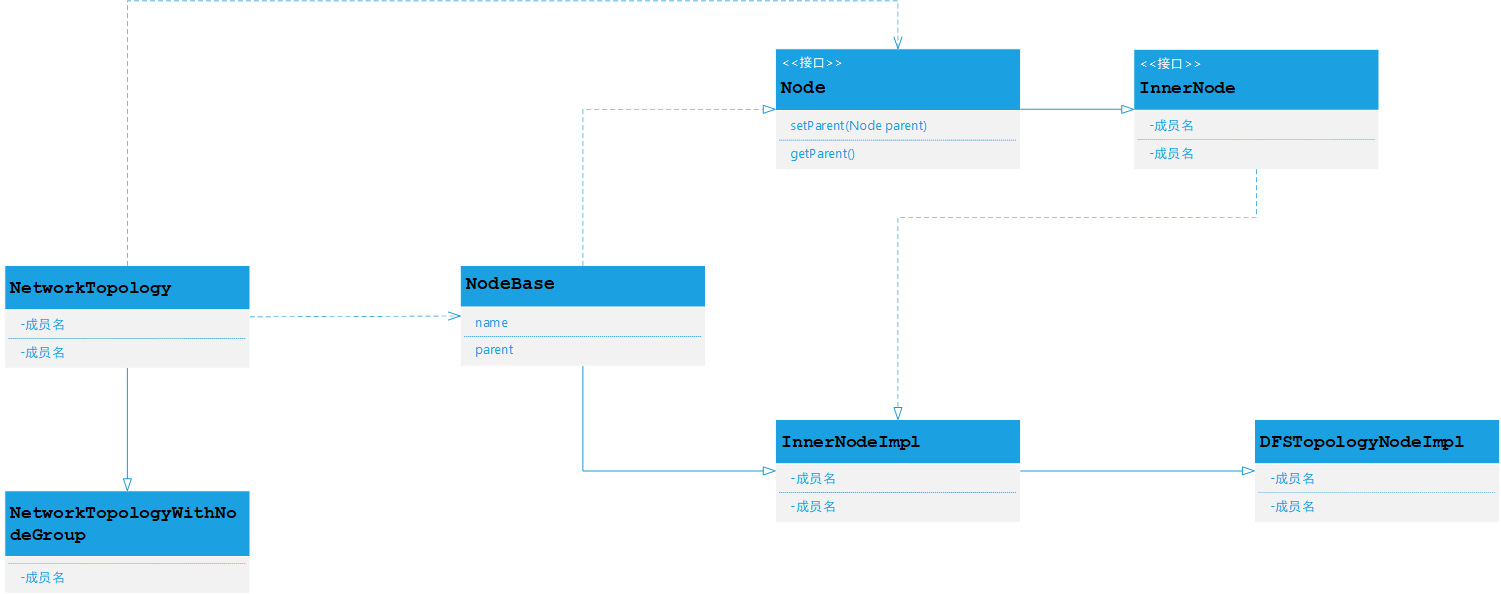 <<接口>>
Node
setParent(Node parent)
getParent()
<<接口>>
InnerNode
-成员名
-成员名
NetworkTopology
-成员名
-成员名
NodeBase
name
parent
InnerNodeImpl
-成员名
-成员名
DFSTopologyNodeImpl
-成员名
-成员名
NetworkTopologyWithNo
deGroup
-成员名